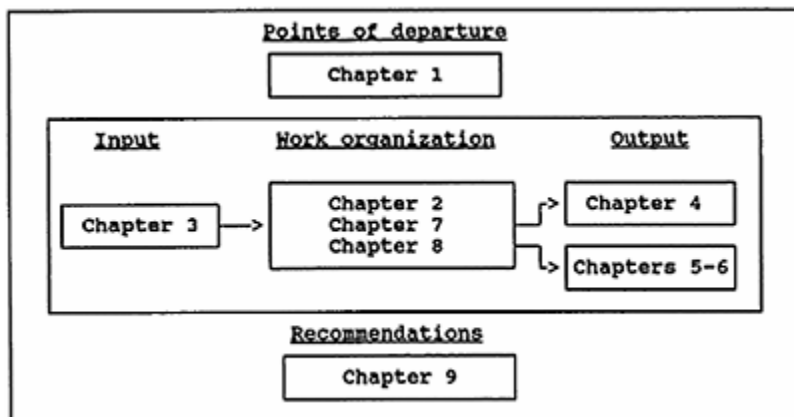 Points of departure
Chapter 1
Input Work organization Output
Chapter 2
Chapter 3 Chapter 7 Chapter 4
Chapter 8
Chapters 5-6
Recommendations
Chapter 9